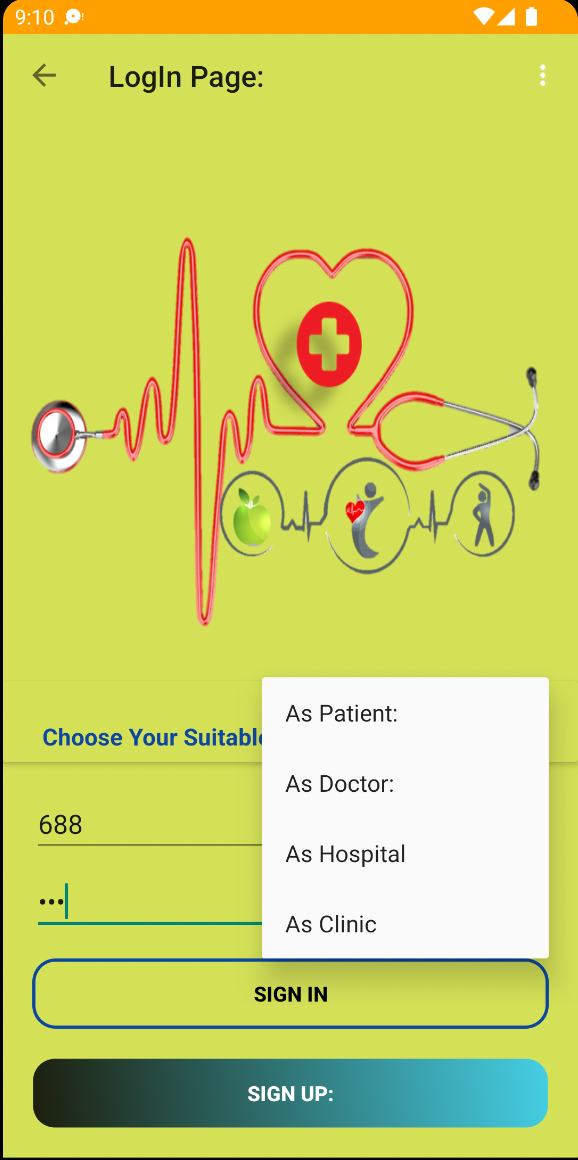 9:10
LogIn Page:
As Patient:
Choose Your Suitable
As Doctor:
688
As Hospital
•••
As Clinic
SIGN IN
SIGN UP: